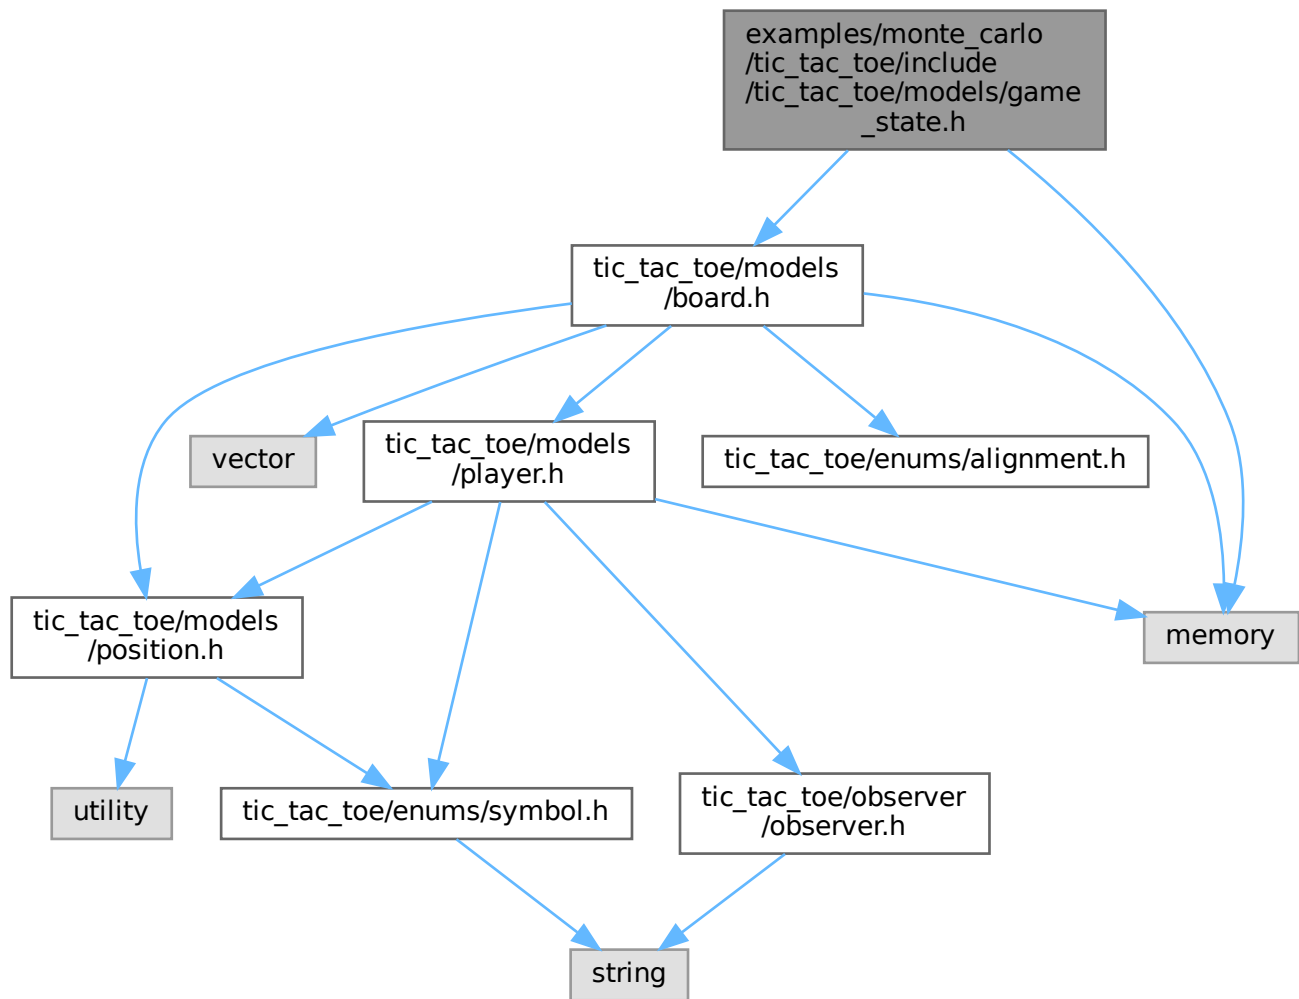 examples/monte_carlo
/tic_tac_toe/include
/tic_tac_toe/models/game
_state.h
tic_tac_toe/models
/board.h
vector
tic_tac_toe/models
/player.h
tic_tac_toe/enums/alignment.h
tic_tac_toe/models
/position.h
memory
utility
tic_tac_toe/enums/symbol.h
tic_tac_toe/observer
/observer.h
string